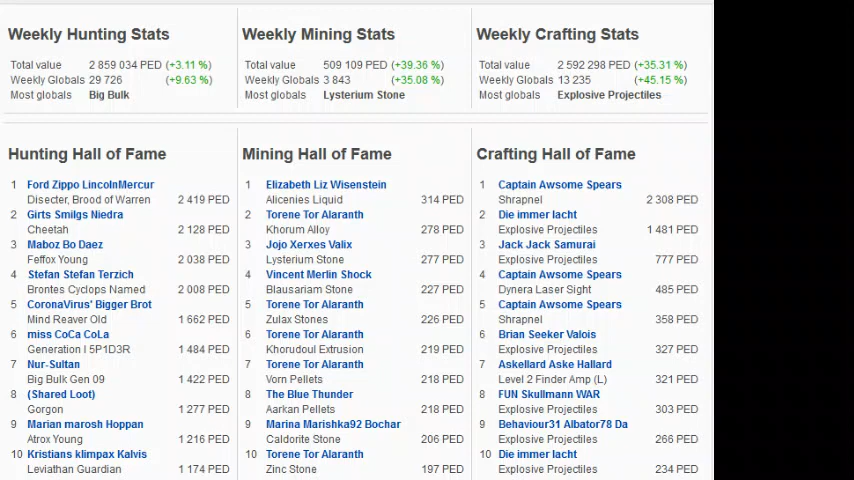 Weekly Hunting Stats
Total value 2 859 034 PED (+3.11 %)
Weekly Globals 29 726 (+9.63 %)
Most globals Big Bulk
Weekly Mining Stats
Total value 509 109 PED (+39.36 %)
Weekly Globals 3 843 (+35.08 %)
Most globals Lysterium Stone
Weekly Crafting Stats
Total value 2 592 298 PED (+35.31 %)
Weekly Globals 13 235 (+45.15 %)
Most globals Explosive Projectiles
Hunting Hall of Fame
1 Ford Zippo LincolnMercur
Disecter, Brood of Warren 2 419 PED
2 Girts Smilgs Niedra
Cheetah 2 128 PED
3 Maboz Bo Daez
Feffox Young 2 038 PED
4 Stefan Stefan Terzich
Brontes Cyclops Named 2 008 PED
5 CoronaVirus' Bigger Brot
Mind Reaver Old 1 662 PED
6 miss CoCa CoLa
Generation I 5P1D3R 1 484 PED
7 Nur-Sultan
Big Bulk Gen 09 1 422 PED
8 (Shared Loot)
Gorgon 1 277 PED
9 Marian marosh Hoppan
Atrox Young 1 216 PED
10 Kristians klimpax Kalvis
Leviathan Guardian 1 174 PED
Mining Hall of Fame
1 Elizabeth Liz Wisenstein
Alicenies Liquid 314 PED
2 Torene Tor Alaranth
Khorum Alloy 278 PED
3 Jojo Xerxes Valix
Lysterium Stone 277 PED
4 Vincent Merlin Shock
Blausariam Stone 227 PED
5 Torene Tor Alaranth
Zulax Stones 226 PED
6 Torene Tor Alaranth
Khorudoul Extrusion 219 PED
7 Torene Tor Alaranth
Vorn Pellets 218 PED
8 The Blue Thunder
Aarkan Pellets 218 PED
9 Marina Marishka92 Bochar
Caldorite Stone 206 PED
10 Torene Tor Alaranth
Zinc Stone 197 PED
Crafting Hall of Fame
1 Captain Awsome Spears
Shrapnel 2 308 PED
2 Die immer lacht
Explosive Projectiles 1 481 PED
3 Jack Jack Samurai
Explosive Projectiles 777 PED
4 Captain Awsome Spears
Dynera Laser Sight 485 PED
5 Captain Awsome Spears
Shrapnel 358 PED
6 Brian Seeker Valois
Explosive Projectiles 327 PED
7 Askellard Aske Hallard
Level 2 Finder Amp (L) 321 PED
8 FUN Skullmann WAR
Explosive Projectiles 303 PED
9 Behaviour31 Albator78 Da
Explosive Projectiles 266 PED
10 Die immer lacht
Explosive Projectiles 234 PED